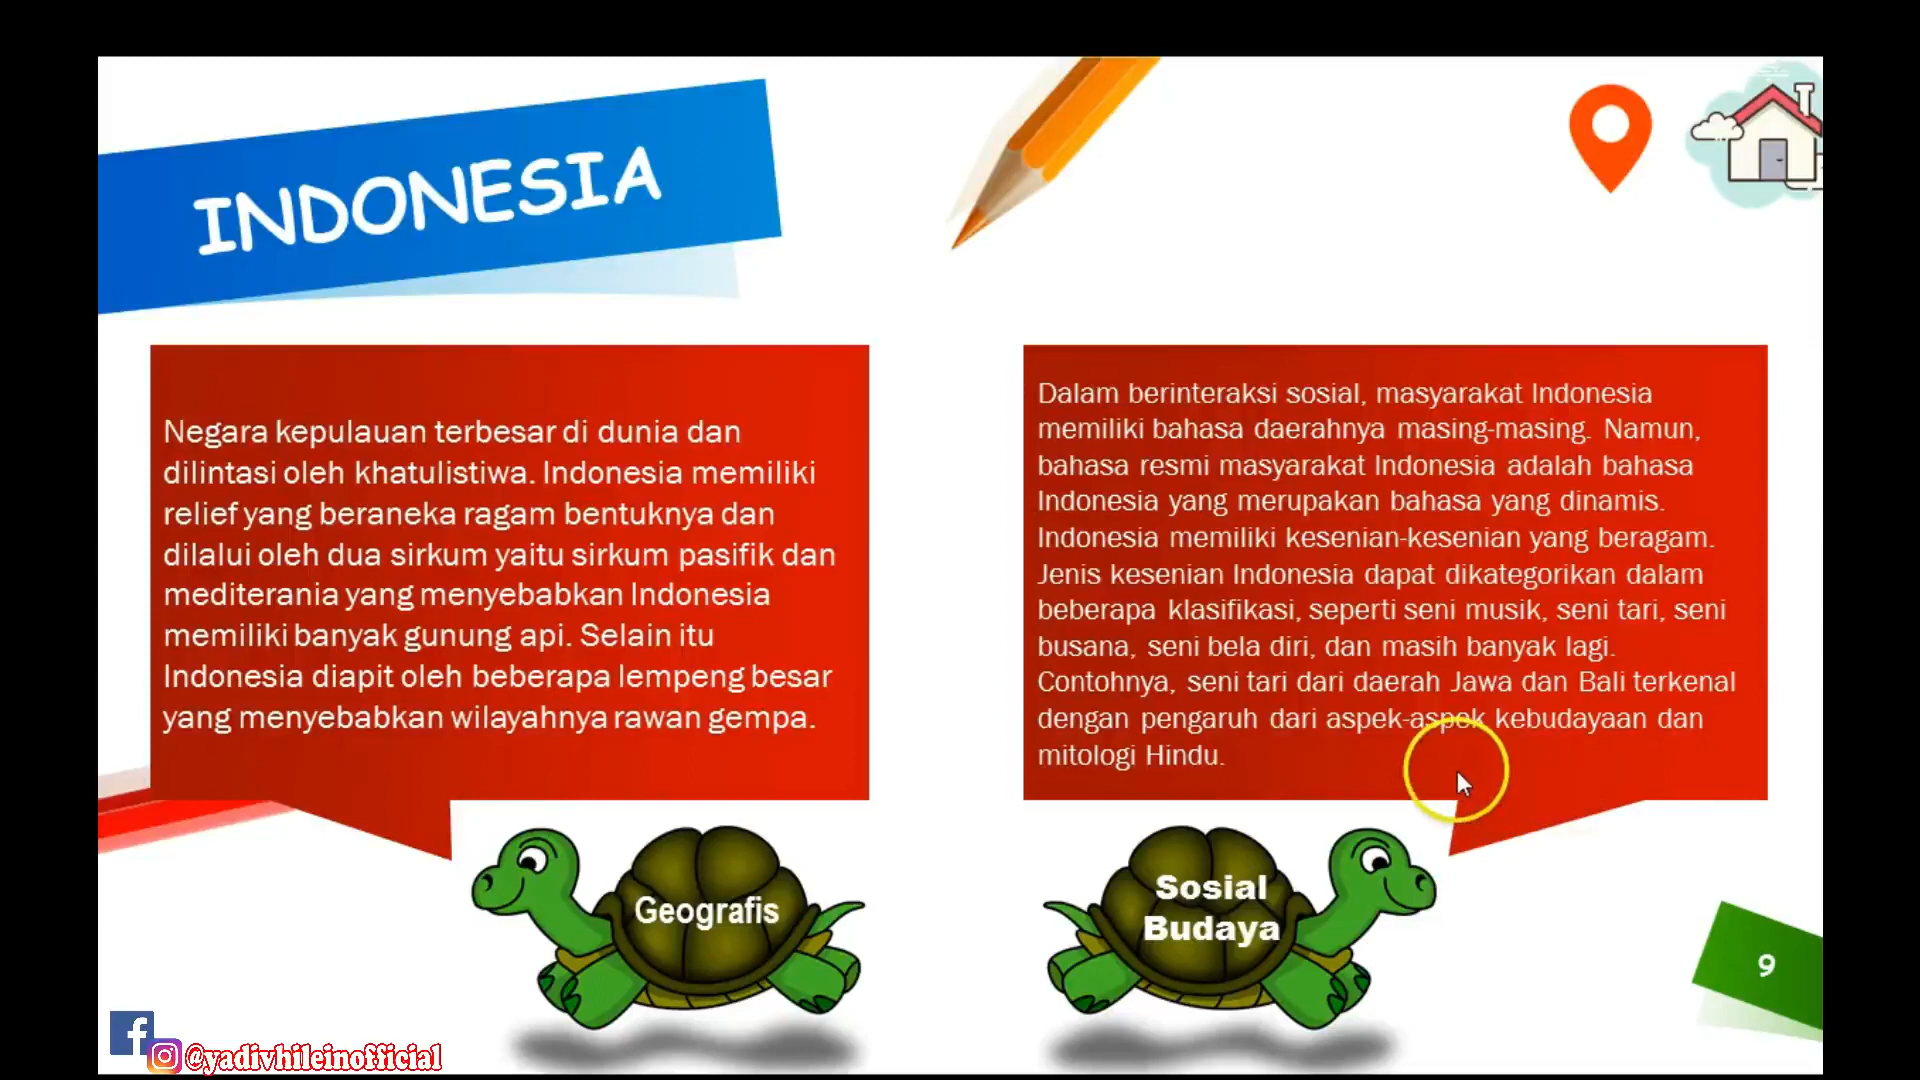 INDONESIA
Negara kepulauan terbesar di dunia dan
dilintasi oleh khatulistiwa. Indonesia memiliki
relief yang beraneka ragam bentuknya dan
dilalui oleh dua sirkum yaitu sirkum pasifik dan
mediterania yang menyebabkan Indonesia
memiliki banyak gunung api. Selain itu
Indonesia diapit oleh beberapa lempeng besar
yang menyebabkan wilayahnya rawan gempa.
Geografis
Dalam berinteraksi sosial, masyarakat Indonesia
memiliki bahasa daerahnya masing-masing. Namun,
bahasa resmi masyarakat Indonesia adalah bahasa
Indonesia yang merupakan bahasa yang dinamis.
Indonesia memiliki kesenian-kesenian yang beragam.
Jenis kesenian Indonesia dapat dikategorikan dalam
beberapa klasifikasi, seperti seni musik, seni tari, seni
busana, seni bela diri, dan masih banyak lagi.
Contohnya, seni tari dari daerah Jawa dan Bali terkenal
dengan pengaruh dari aspek-aspek kebudayaan dan
mitologi Hindu.
Sosial
Budaya
9
f
@yadivhileinofficial